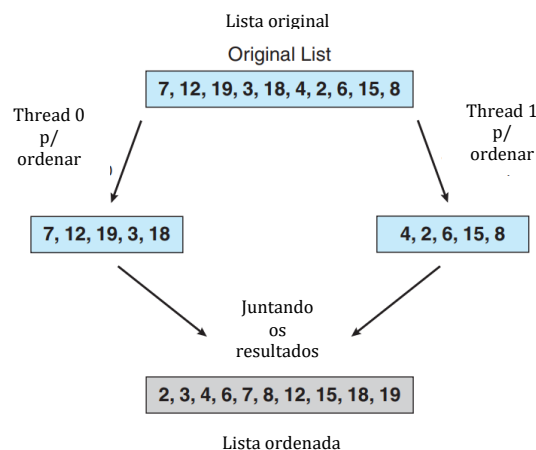 Lista original
Original List
7, 12, 19, 3, 18, 4, 2, 6, 15, 8
Thread 0
p/
ordenar
Thread 1
p/
ordenar
7, 12, 19, 3, 18
4, 2, 6, 15, 8
Juntando
os
resultados
2, 3, 4, 6, 7, 8, 12, 15, 18, 19
Lista ordenada